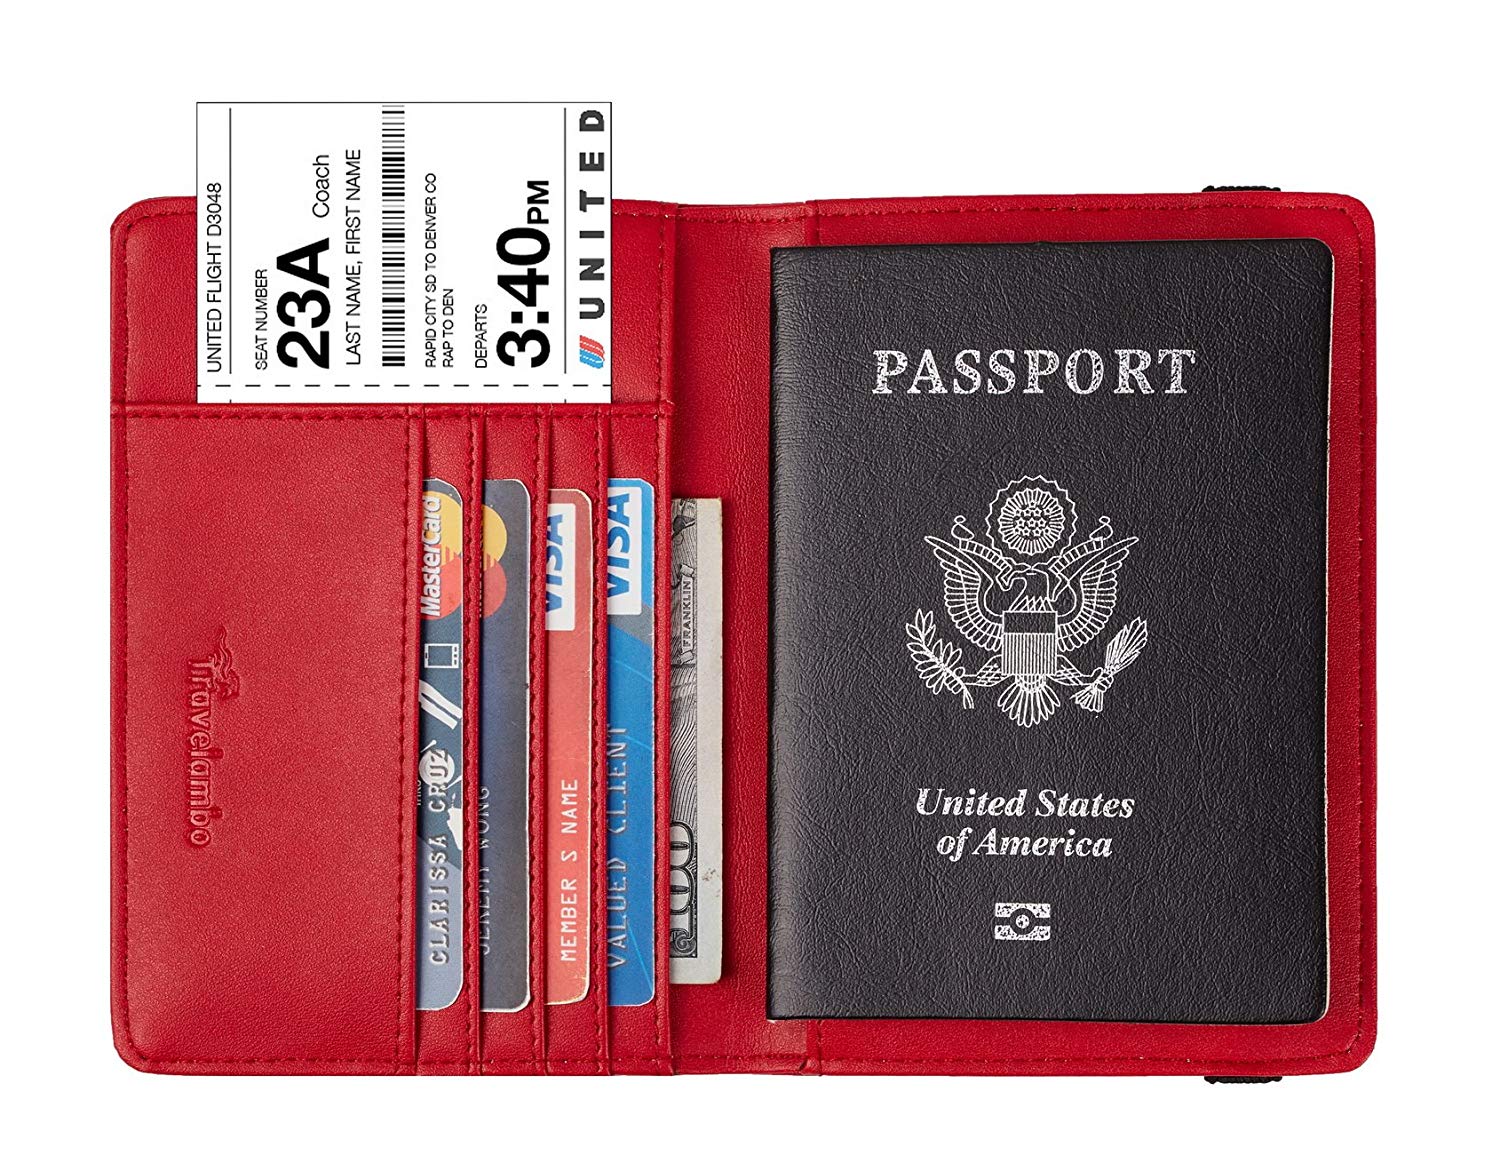 UNITED FLIGHT D3048
SEAT NUMBER
23A Coach
LAST NAME, FIRST NAME
RAPID CITY SD TO DENVER CO
RAP TO DEN
DEPARTS
3:40PM
UNITED
Travelambo
MasterCard
CLARISSA CRUZ
JEREMY WONG
VISA
MEMBER S NAME
VISA
VALUED CLIENT
FRANKLIN
100
PASSPORT
United States
of America